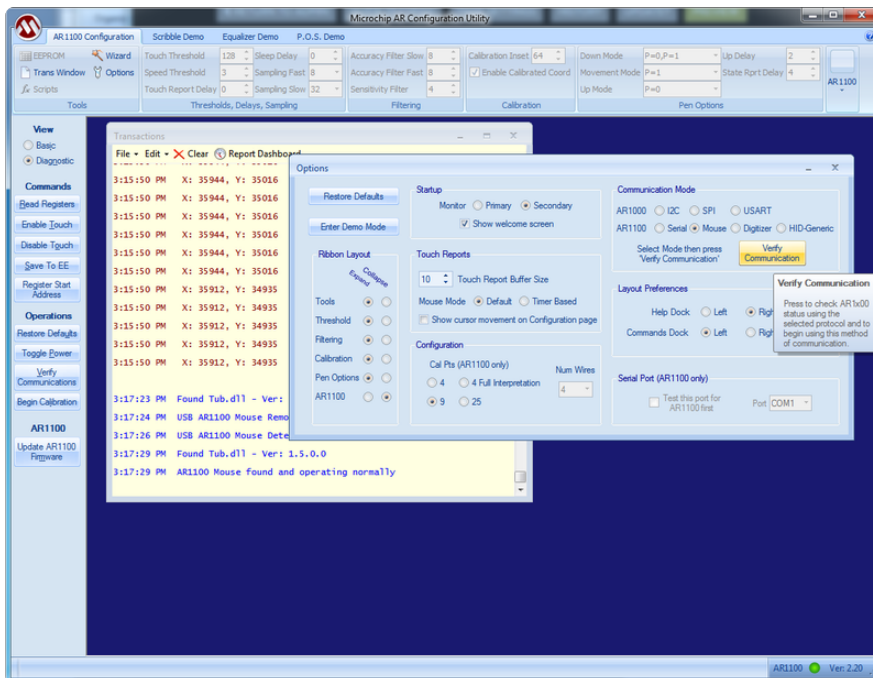 Microchip AR Configuration Utility
AR1100 Configuration Scribble Demo Equalizer Demo P.O.S. Demo
EEPROM Wizard Touch Threshold 128 Sleep Delay 0 Accuracy Filter Slow 8 Calibration Inset 64 Down Mode P=0,P=1 Up Delay 2
Trans Window Options Speed Threshold 3 Sampling Fast 8 Accuracy Filter Fast 8 Enable Calibrated Coord Movement Mode P=1 State Rprt Delay 4 AR1100
Scripts Touch Report Delay 0 Sampling Slow 32 Sensitivity Filter 4 Up Mode P=0
Tools Thresholds, Delays, Sampling Filtering Calibration Pen Options
View
Basic
Diagnostic
Commands
Read Registers
Enable Touch
Disable Touch
Save To EE
Register Start
Address
Operations
Restore Defaults
Toggle Power
Verify
Communications
Begin Calibration
AR1100
Update AR1100
Firmware
Transactions
File Edit Clear Report Dashboard
3:15:50 PM X: 35944, Y: 35016
3:15:50 PM X: 35944, Y: 35016
3:15:50 PM X: 35944, Y: 35016
3:15:50 PM X: 35944, Y: 35016
3:15:50 PM X: 35944, Y: 35016
3:15:50 PM X: 35944, Y: 35016
3:15:50 PM X: 35912, Y: 34935
3:15:50 PM X: 35912, Y: 34935
3:15:50 PM X: 35912, Y: 34935
3:15:50 PM X: 35912, Y: 34935
3:15:50 PM X: 35912, Y: 34935
3:17:23 PM Found Tub.dll - Ver:
3:17:24 PM USB AR1100 Mouse Remo
3:17:26 PM USB AR1100 Mouse Dete
3:17:29 PM Found Tub.dll - Ver: 1.5.0.0
3:17:29 PM AR1100 Mouse found and operating normally
Options
Restore Defaults
Enter Demo Mode
Ribbon Layout
Expand Collapse
Tools
Threshold
Filtering
Calibration
Pen Options
AR1100
Startup
Monitor Primary Secondary
Show welcome screen
Touch Reports
10 Touch Report Buffer Size
Mouse Mode Default Timer Based
Show cursor movement on Configuration page
Configuration
Cal Pts (AR1100 only) Num Wires
4 4 Full Interpretation 4
9 25
Communication Mode
AR1000 I2C SPI USART
AR1100 Serial Mouse Digitizer HID-Generic
Select Mode then press
'Verify Communication'
Verify
Communication
Layout Preferences
Help Dock Left Righ
Commands Dock Left Righ
Serial Port (AR1100 only)
Test this port for
AR1100 first
Port COM1
Verify Communication
Press to check AR1x00
status using the
selected protocol and to
begin using this method
of communication.
AR1100 Ver: 2.20